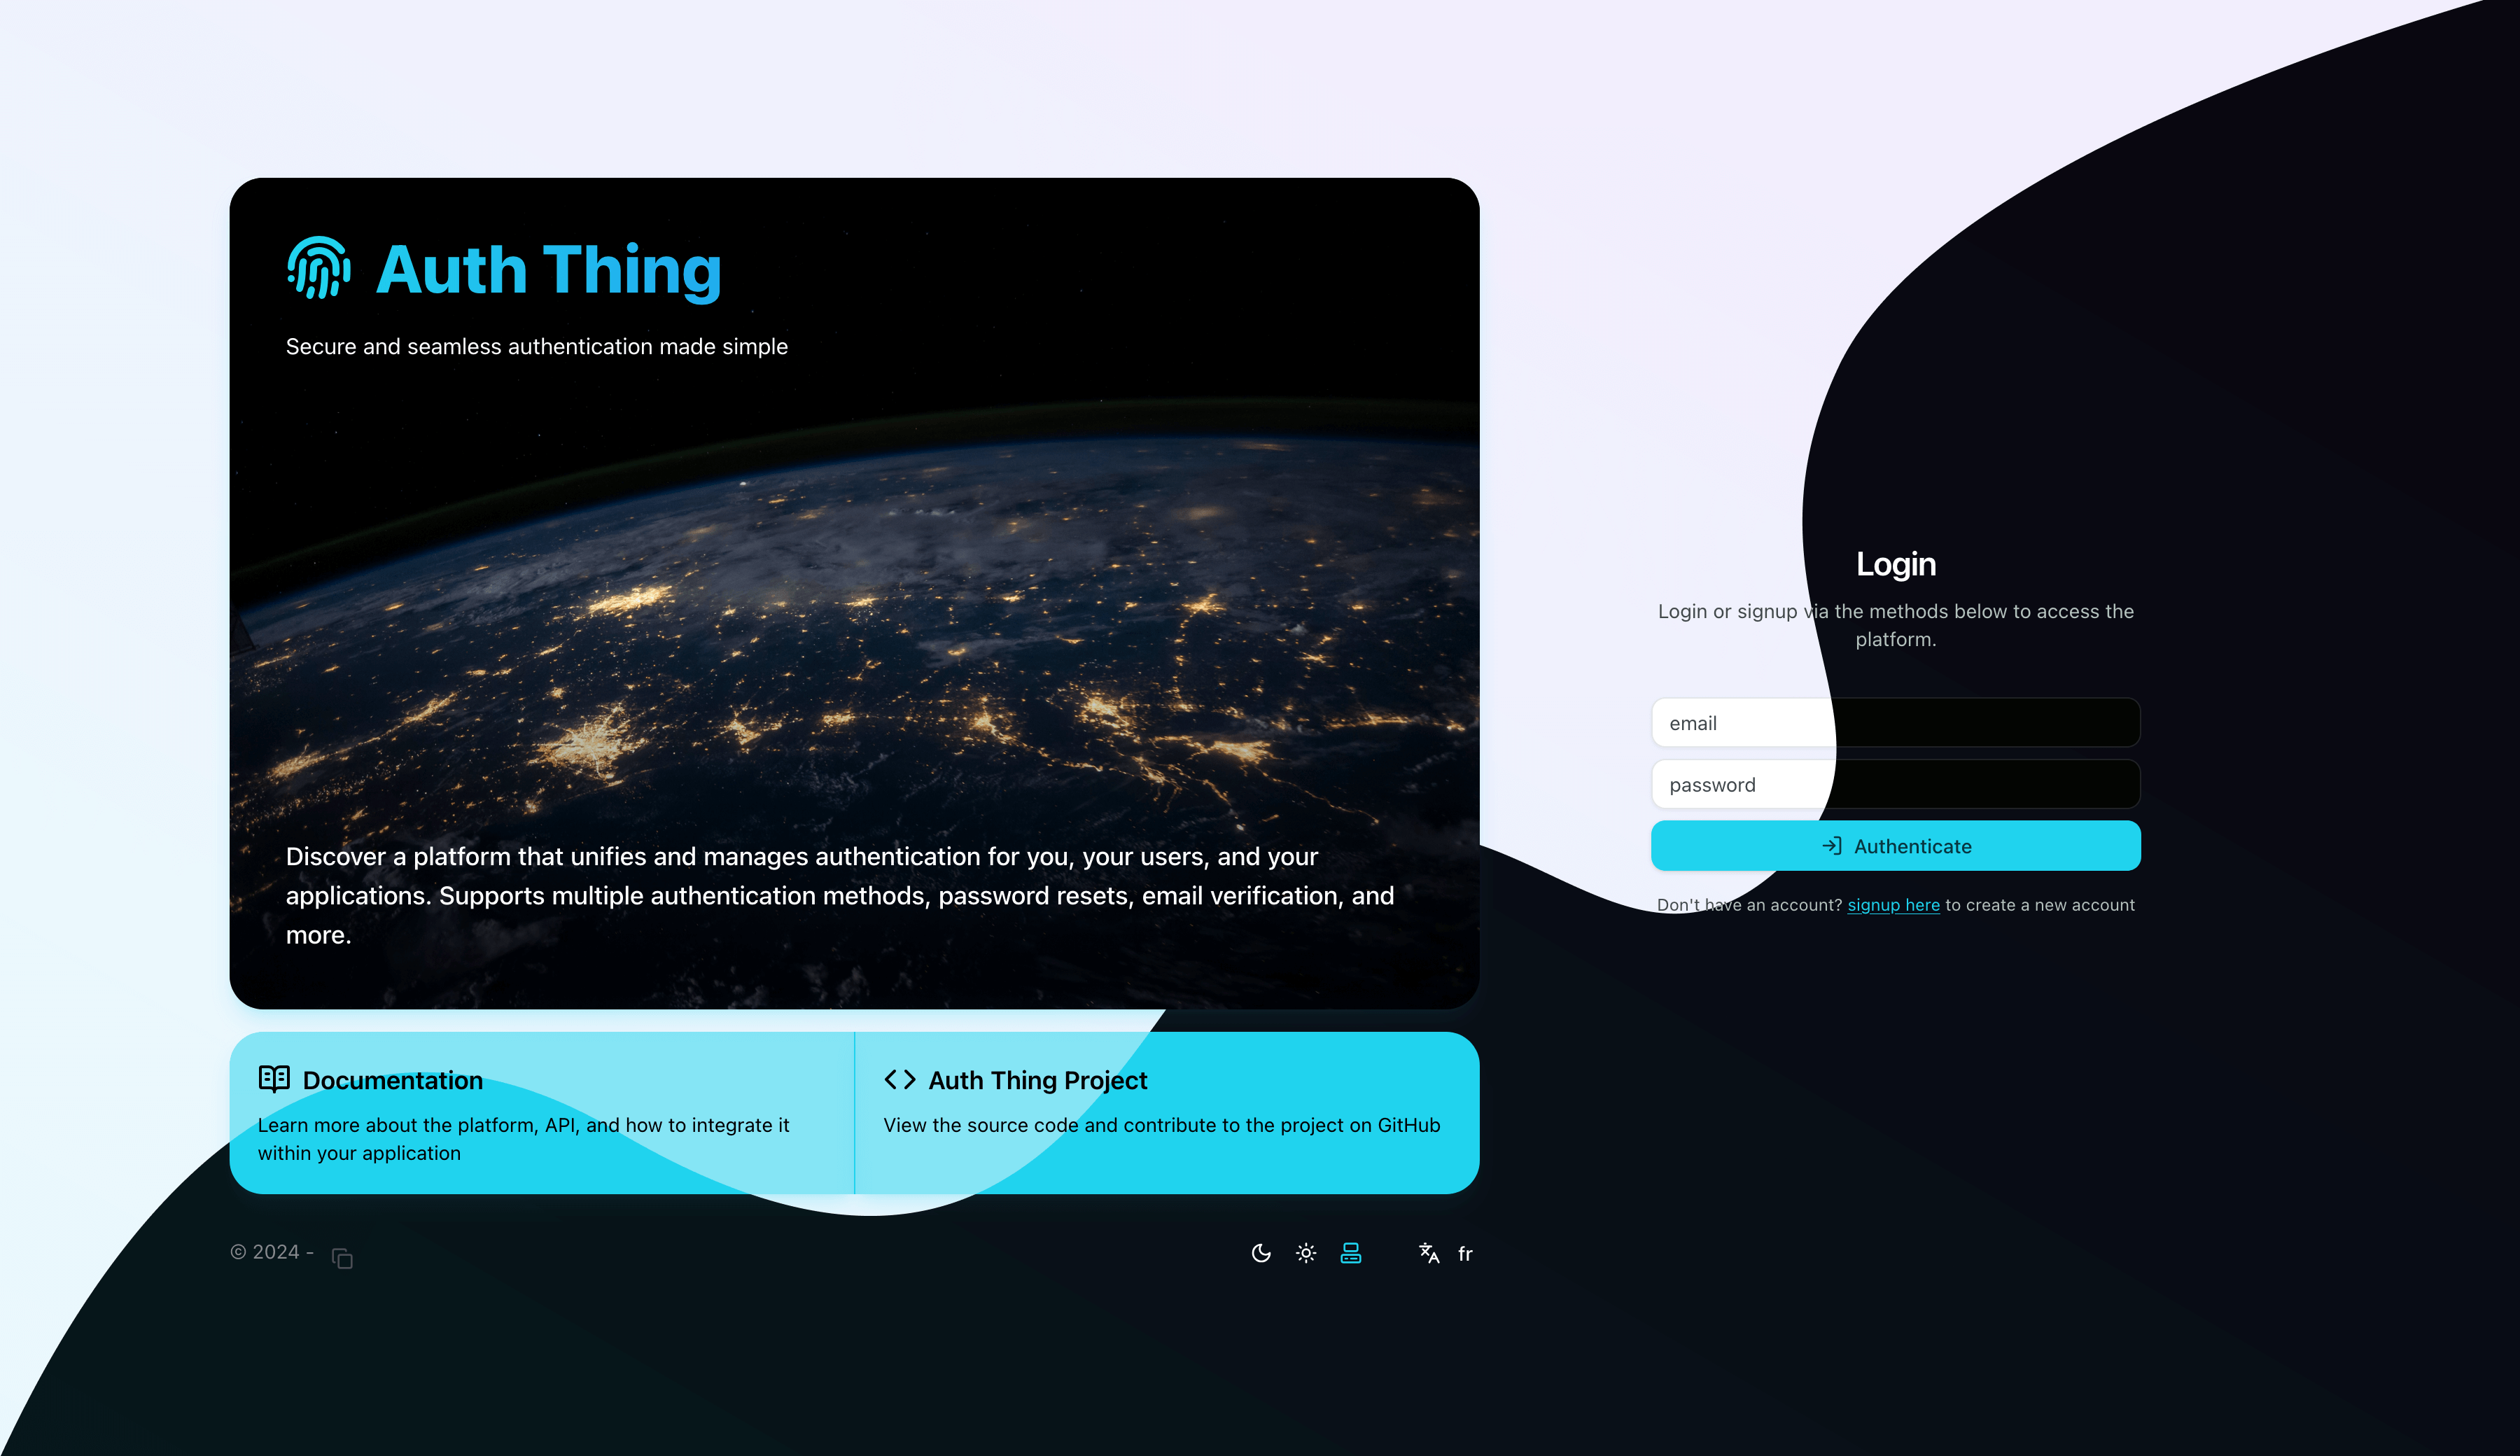 Auth Thing
Secure and seamless authentication made simple
Discover a platform that unifies and manages authentication for you, your users, and your
applications. Supports multiple authentication methods, password resets, email verification, and
more.
Login
Login or signup via the methods below to access the
platform.
email
password
Authenticate
Don't have an account? signup here to create a new account
Documentation
Learn more about the platform, API, and how to integrate it
within your application
Auth Thing Project
View the source code and contribute to the project on GitHub
© 2024 -
fr